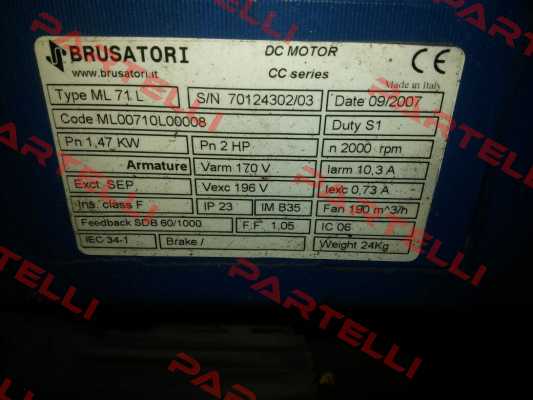 BRUSATORI
www.brusatori.it
DC MOTOR
CC series
CE
Made in Italy
Type ML 71 L S/N 70124302/03 Date 09/2007
Code ML00710L00008 Duty S1
Pn 1,47 KW Pn 2 HP n 2000 rpm
Armature Varm 170 V Iarm 10,3 A
Exct. SEP. Vexc 196 V Iexc 0,73 A
Ins. class F IP 23 IM B35 Fan 190 m^3/h
Feedback SDB 60/1000 F.F. 1,05 IC 06
IEC 34-1 Brake / Weight 24Kg
PARTELLI
PARTELLI
PARTELLI
PARTELLI
PARTELLI